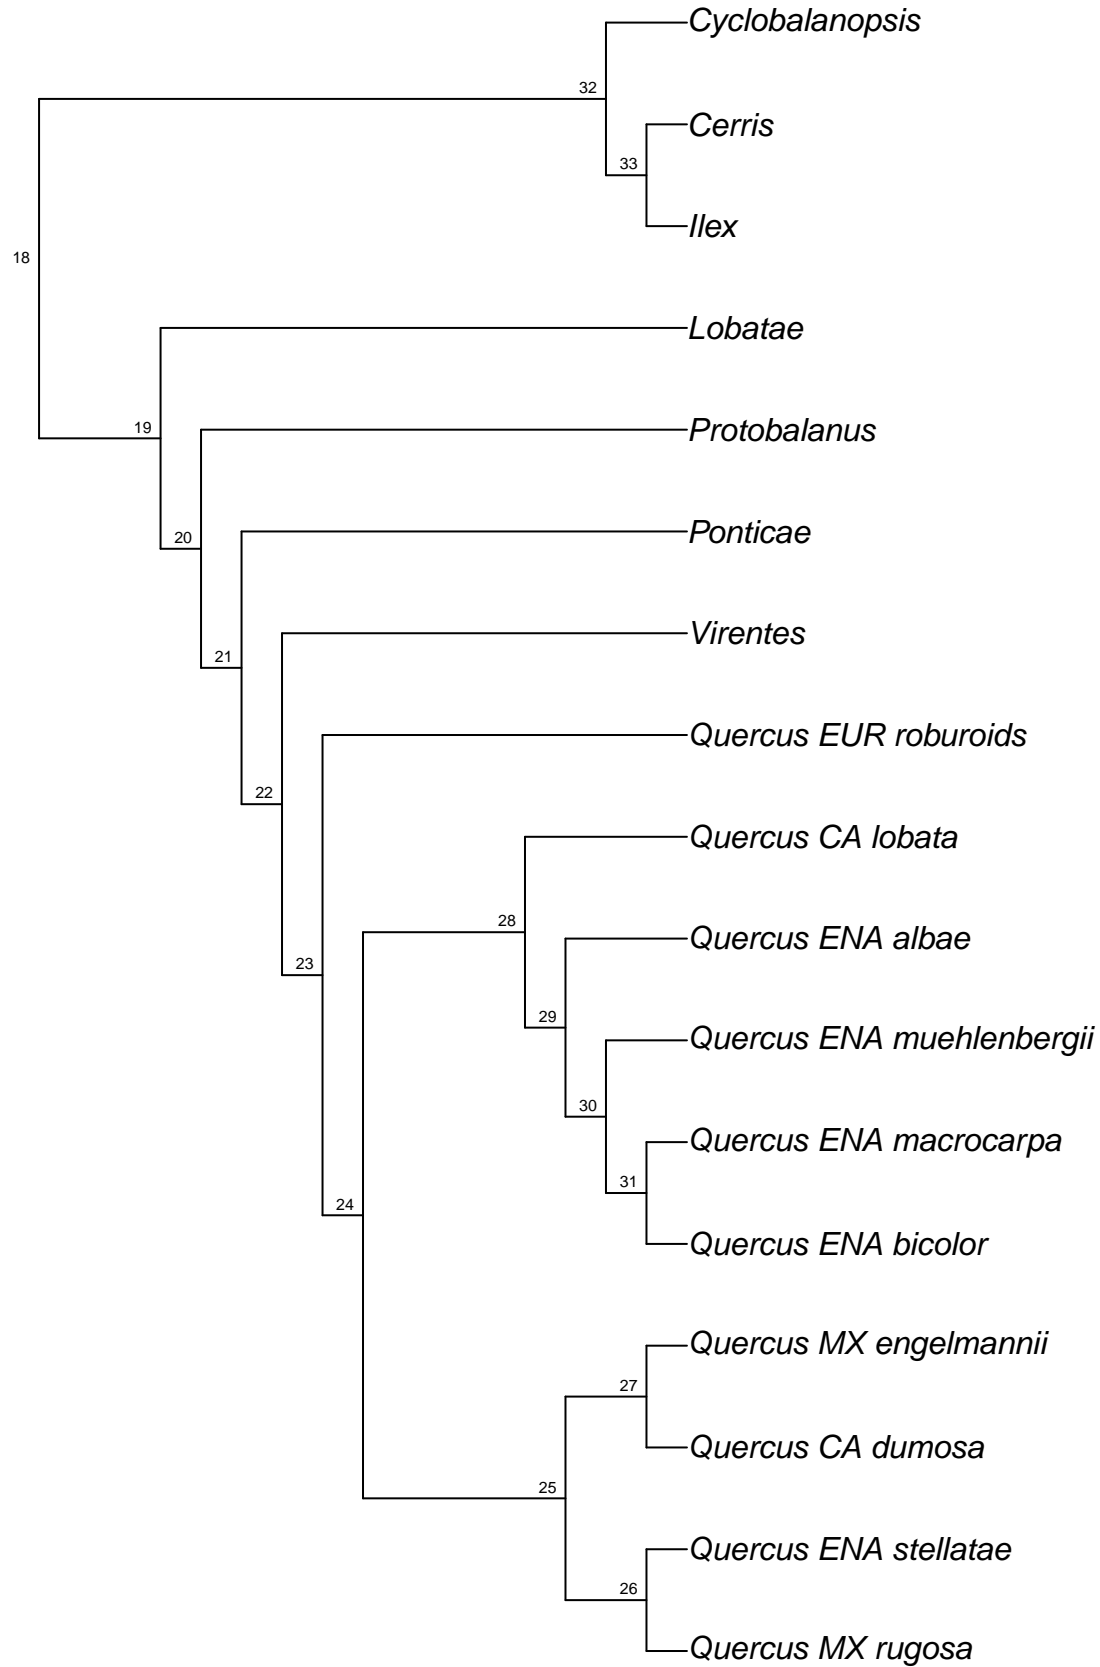 Cyclobalanopsis
32
Cerris
33
Ilex
18
Lobatae
19
Protobalanus
20
Ponticae
Virentes
21
Quercus EUR roburoids
22
Quercus CA lobata
28
Quercus ENA albae
23
29
Quercus ENA muehlenbergii
30
Quercus ENA macrocarpa
31
24
Quercus ENA bicolor
Quercus MX engelmannii
27
Quercus CA dumosa
25
Quercus ENA stellatae
26
Quercus MX rugosa